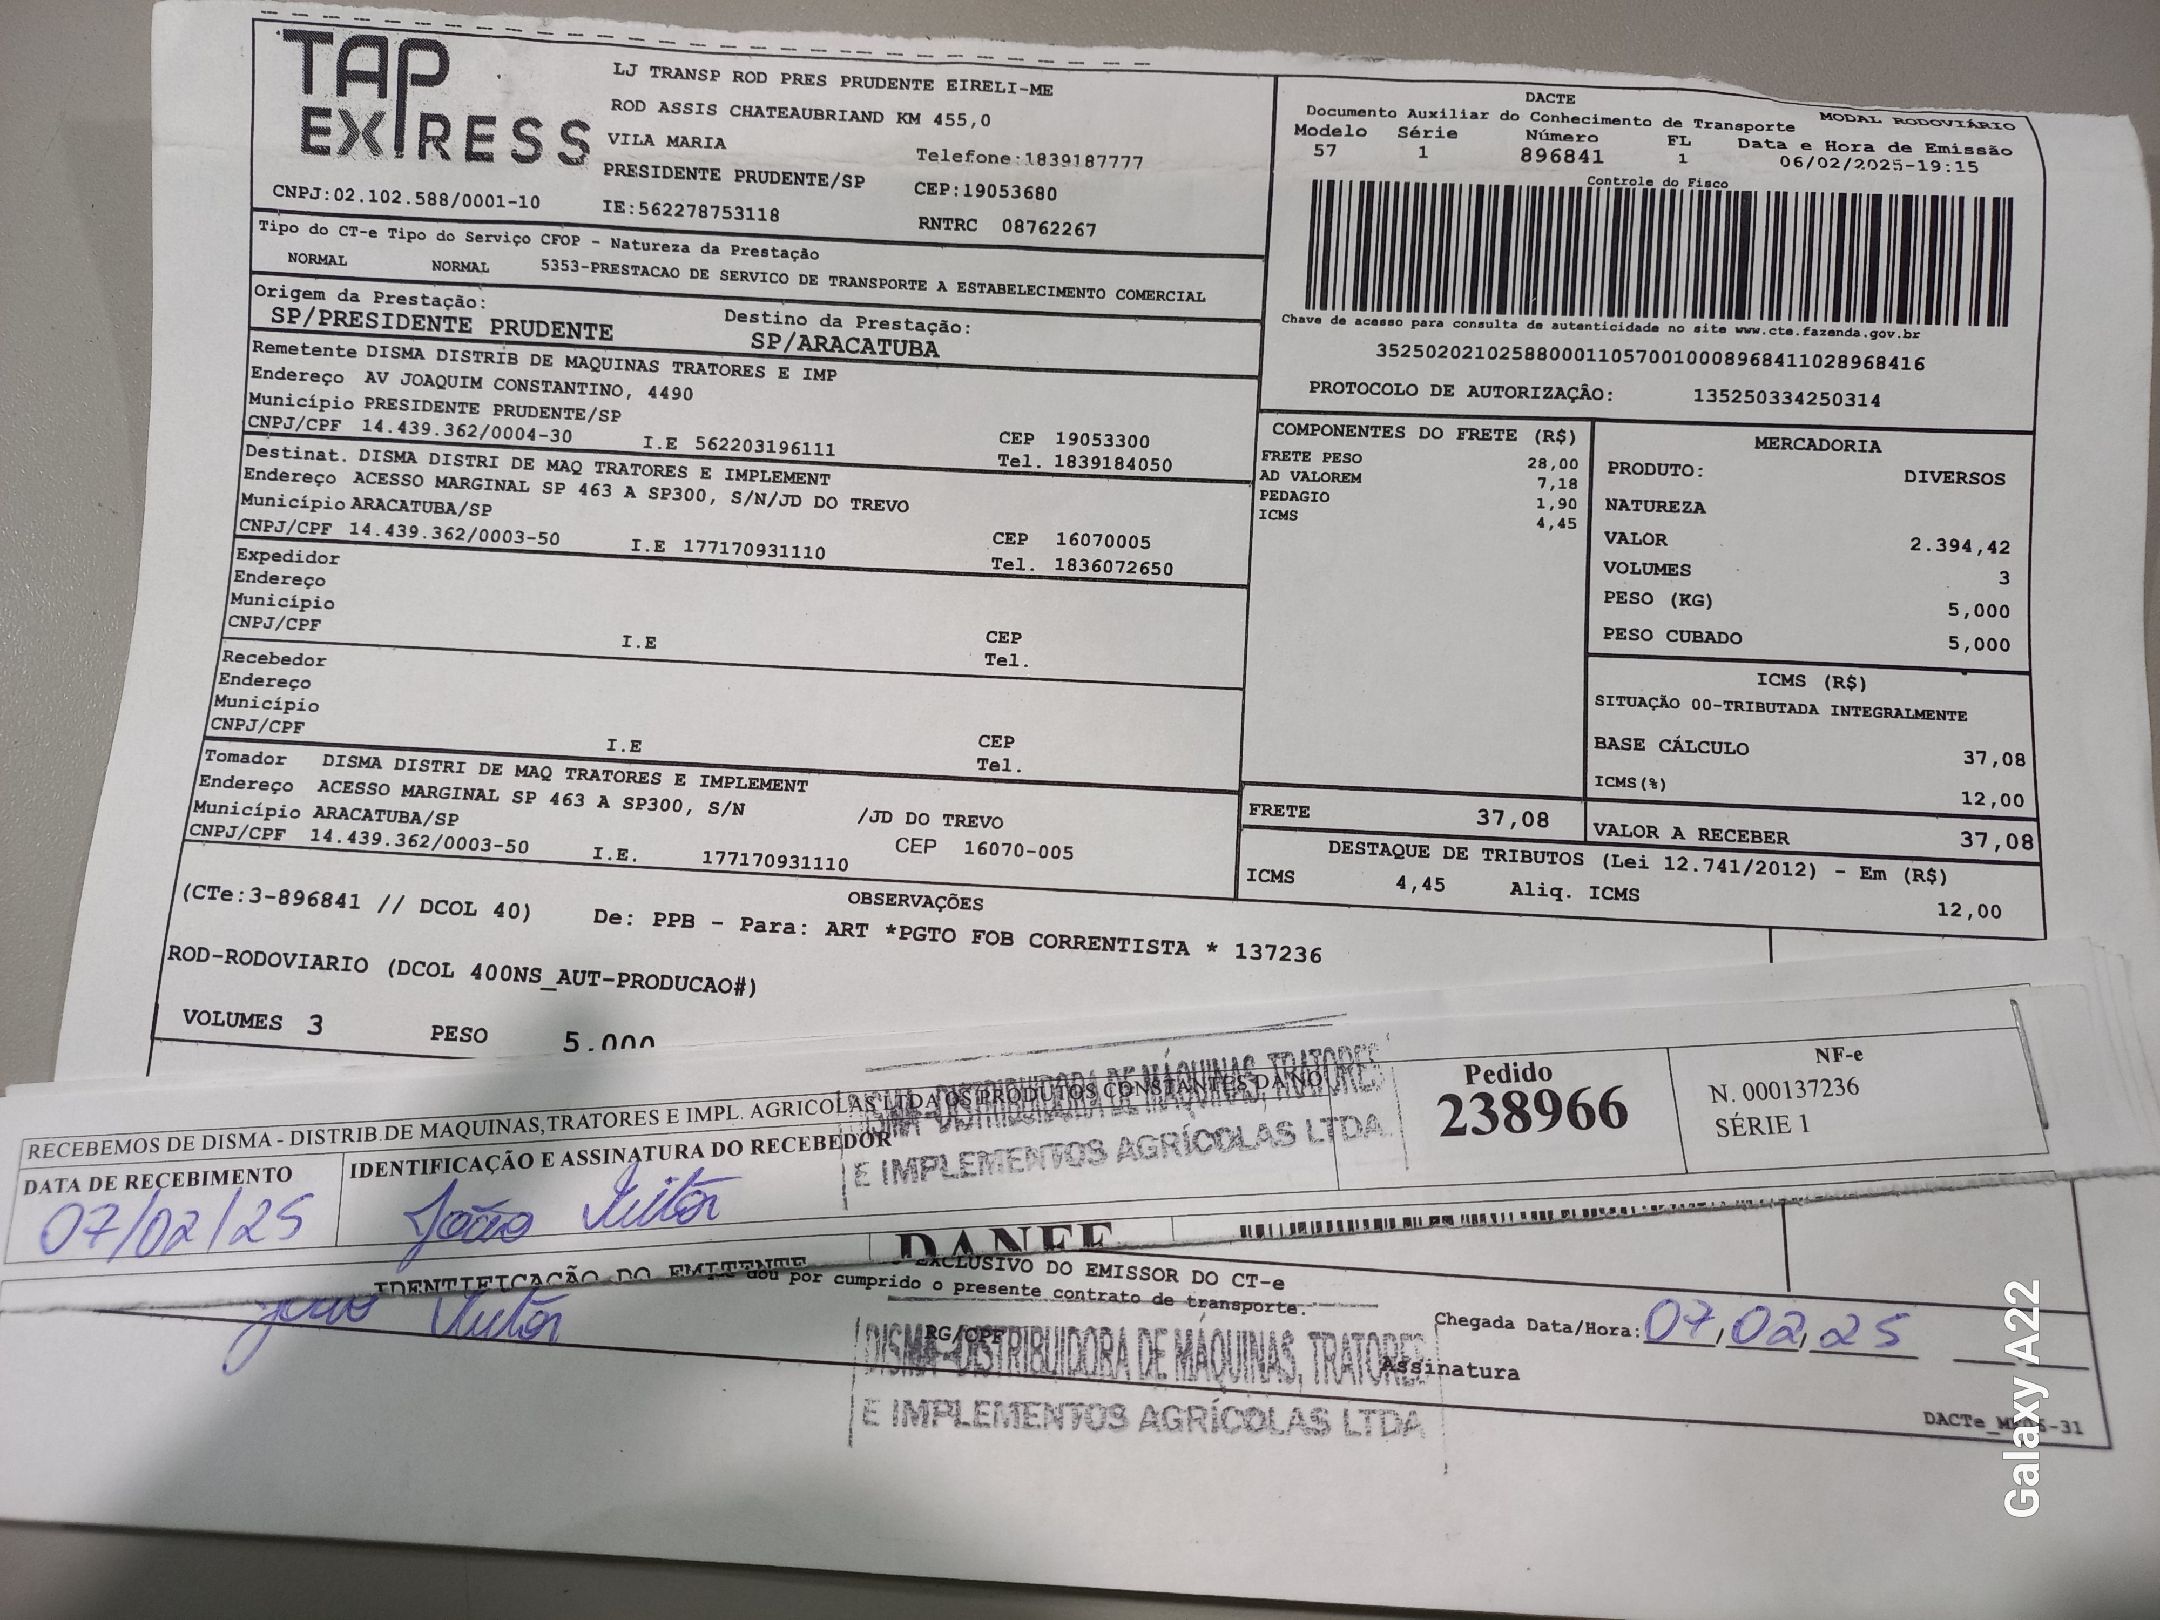 TAP
EXPRESS
CNPJ:02.102.588/0001-10
LJ TRANSP ROD PRES PRUDENTE EIRELI-ME
ROD ASSIS CHATEAUBRIAND KM 455,0
VILA MARIA
Telefone:1839187777
PRESIDENTE PRUDENTE/SP CEP:19053680
IE:562278753118 RNTRC 08762267
DACTE
Documento Auxiliar do Conhecimento de Transporte MODAL RODOVIÁRIO
Modelo Série Número FL Data e Hora de Emissão
57 1 896841 1 06/02/2025-19:15
Controle do Fisco
Chave de acesso para consulta de autenticidade no site www.cte.fazenda.gov.br
35250202102588000110570010008968411028968416
PROTOCOLO DE AUTORIZAÇÂO: 135250334250314
Tipo do CT-e Tipo do Serviço CFOP - Natureza da Prestação
NORMAL NORMAL 5353-PRESTACAO DE SERVICO DE TRANSPORTE A ESTABELECIMENTO COMERCIAL
Origem da Prestação: Destino da Prestação:
SP/PRESIDENTE PRUDENTE SP/ARACATUBA
Remetente DISMA DISTRIB DE MAQUINAS TRATORES E IMP
Endereço AV JOAQUIM CONSTANTINO, 4490
Município PRESIDENTE PRUDENTE/SP CEP 19053300
CNPJ/CPF 14.439.362/0004-30 I.E 562203196111 Tel. 1839184050
Destinat. DISMA DISTRI DE MAQ TRATORES E IMPLEMENT
Endereço ACESSO MARGINAL SP 463 A SP300, S/N/JD DO TREVO
Município ARACATUBA/SP CEP 16070005
CNPJ/CPF 14.439.362/0003-50 I.E 177170931110 Tel. 1836072650
Expedidor
Endereço
Município CEP
CNPJ/CPF I.E Tel.
Recebedor
Endereço
Município CEP
CNPJ/CPF I.E Tel.
Tomador DISMA DISTRI DE MAQ TRATORES E IMPLEMENT
Endereço ACESSO MARGINAL SP 463 A SP300, S/N /JD DO TREVO
Município ARACATUBA/SP CEP 16070-005
CNPJ/CPF 14.439.362/0003-50 I.E. 177170931110
COMPONENTES DO FRETE (R$)
FRETE PESO 28,00
AD VALOREM 7,18
PEDAGIO 1,90
ICMS 4,45
FRETE 37,08
MERCADORIA
PRODUTO: DIVERSOS
NATUREZA
VALOR 2.394,42
VOLUMES 3
PESO (KG) 5,000
PESO CUBADO 5,000
ICMS (R$)
SITUAÇÃO 00-TRIBUTADA INTEGRALMENTE
BASE CÁLCULO 37,08
ICMS(%) 12,00
VALOR A RECEBER 37,08
DESTAQUE DE TRIBUTOS (Lei 12.741/2012) - Em (R$)
ICMS 4,45 Aliq. ICMS 12,00
OBSERVAÇÕES
(CTe:3-896841 // DCOL 40) De: PPB - Para: ART *PGTO FOB CORRENTISTA * 137236
ROD-RODOVIARIO (DCOL 400NS_AUT-PRODUCAO#)
VOLUMES 3 PESO 5.000
RECEBEMOS DE DISMA - DISTRIB.DE MAQUINAS,TRATORES E IMPL. AGRICOLAS LTDA OS PRODUTOS CONSTANTES DA NO
DATA DE RECEBIMENTO IDENTIFICAÇÃO E ASSINATURA DO RECEBEDOR
07/02/25 João Vitor
DISMA - DISTRIBUIDORA DE MÁQUINAS, TRATORES
E IMPLEMENTOS AGRÍCOLAS LTDA
Pedido
238966
NF-e
N. 000137236
SÉRIE 1
IDENTIFICAÇÃO DO EMITENTE
DANFE
EXCLUSIVO DO EMISSOR DO CT-e
dou por cumprido o presente contrato de transporte.
João Vitor
RG/CPF
DISMA - DISTRIBUIDORA DE MÁQUINAS, TRATORES
E IMPLEMENTOS AGRÍCOLAS LTDA
Chegada Data/Hora: 07,02,25
Assinatura
Galaxy A22